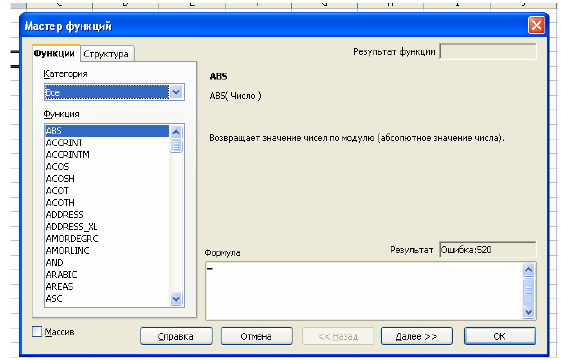 Мастер функций
Функции Структура
Результат функции
Категория
Все
Функция
ABS
ACCRINT
ACCRINTM
ACOS
ACOSH
ACOT
ACOTH
ADDRESS
ADDRESS_XL
AMORDEGRC
AMORLINC
AND
ARABIC
AREAS
ASC
ABS
ABS( Число )
Возвращает значение чисел по модулю (абсолютное значение числа).
Формула
Результат Ошибка:520
=
Массив
Справка Отмена << Назад Далее >> OK